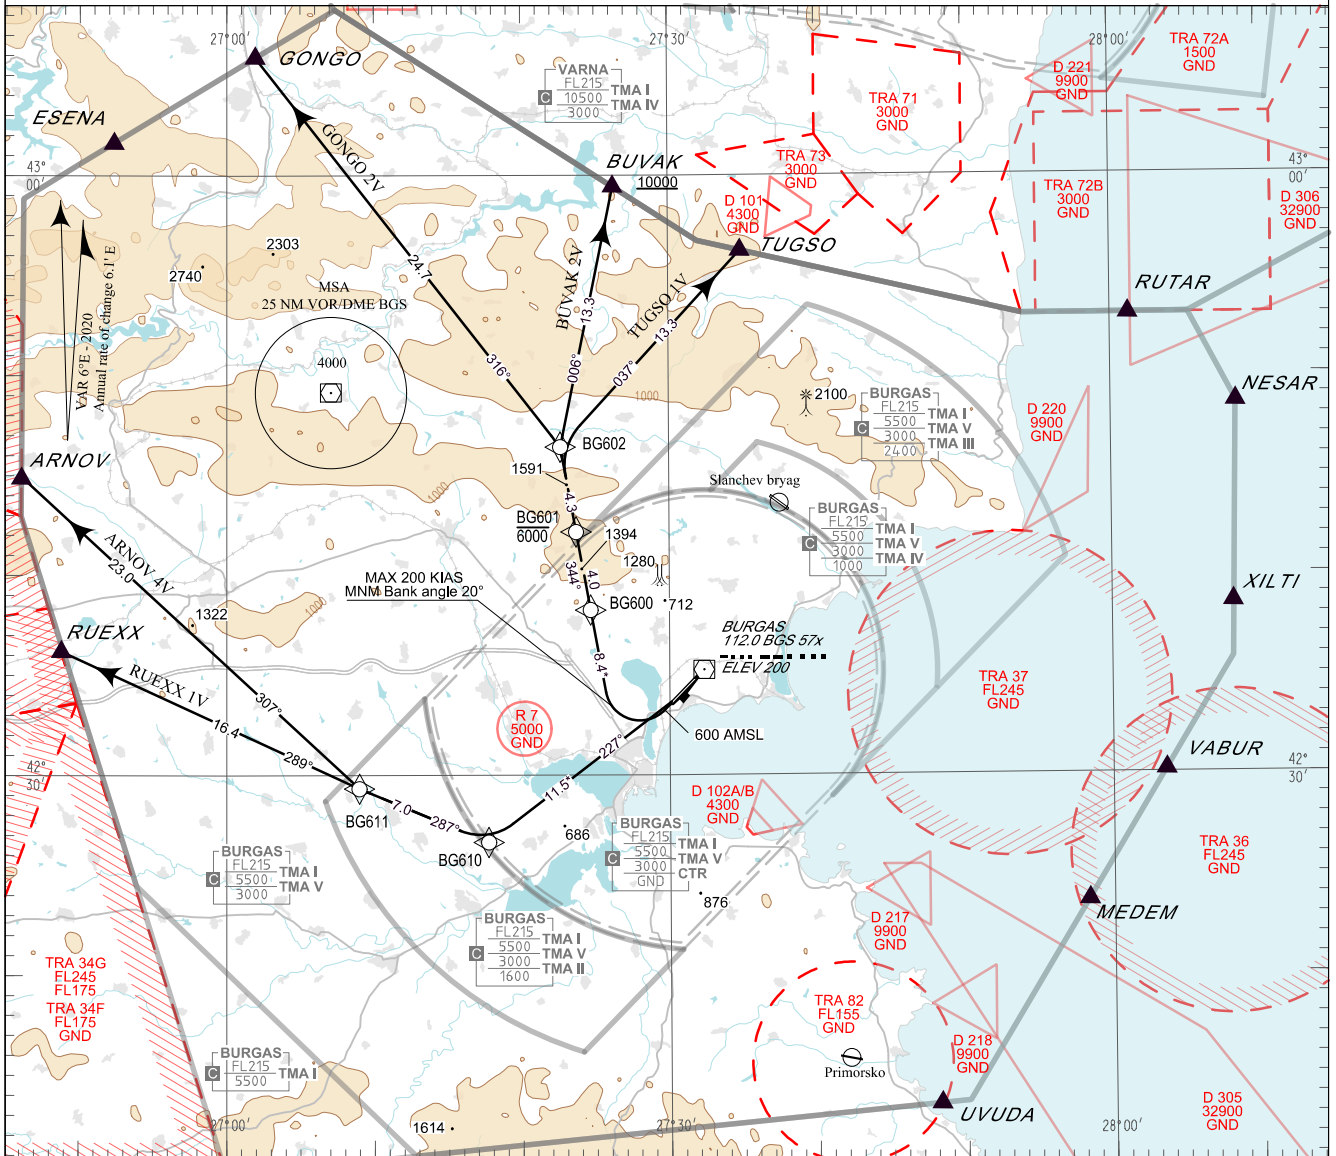 27°00'
27°30'
28°00'
GONGO
ESENA
VARNA
FL215
C
10500
3000
TMA I
TMA IV
TRA 71
3000
GND
D 221
9900
GND
TRA 72A
1500
GND
43°
00'
GONGO 2V
BUVAK
10000
TRA 73
3000
GND
D 101
4300
GND
TUGSO
TRA 72B
3000
GND
43°
00'
D 306
32900
GND
RUTAR
2303
2740
MSA
25 NM VOR/DME BGS
4000
VAR 6°E - 2020
Annual rate of change 6.1' E
24.7
316°
BUVAK 2V
13.3
006°
TUGSO 1V
13.3
037°
NESAR
1000
2100
BURGAS
FL215
C
5500
3000
2400
TMA I
TMA V
TMA III
D 220
9900
GND
BG602
1591
ARNOV
1000
4.3
Slanchev bryag
BG601
6000
1394
BURGAS
FL215
C
5500
3000
1000
TMA I
TMA V
TMA IV
ARNOV 4V
23.0
MAX 200 KIAS
MNM Bank angle 20°
344°
4.0
1280
BG600
712
XILTI
1000
1322
RUEXX
BURGAS
112.0 BGS 57x
ELEV 200
8.4*
TRA 37
FL245
GND
RUEXX 1V
16.4
307°
289°
R 7
5000
GND
600 AMSL
227°
11.5*
VABUR
42°
30'
42°
30'
BG611
7.0
287°
BG610
686
D 102A/B
4300
GND
BURGAS
FL215
C
5500
3000
GND
TMA I
TMA V
CTR
TRA 36
FL245
GND
BURGAS
FL215
C
5500
3000
TMA I
TMA V
876
MEDEM
BURGAS
FL215
C
5500
3000
1600
TMA I
TMA V
TMA II
D 217
9900
GND
TRA 34G
FL245
FL175
TRA 34F
FL175
GND
TRA 82
FL155
GND
BURGAS
FL215
C
5500
TMA I
Primorsko
D 218
9900
GND
UVUDA
D 305
32900
GND
1614
27°00'
27°30'
28°00'